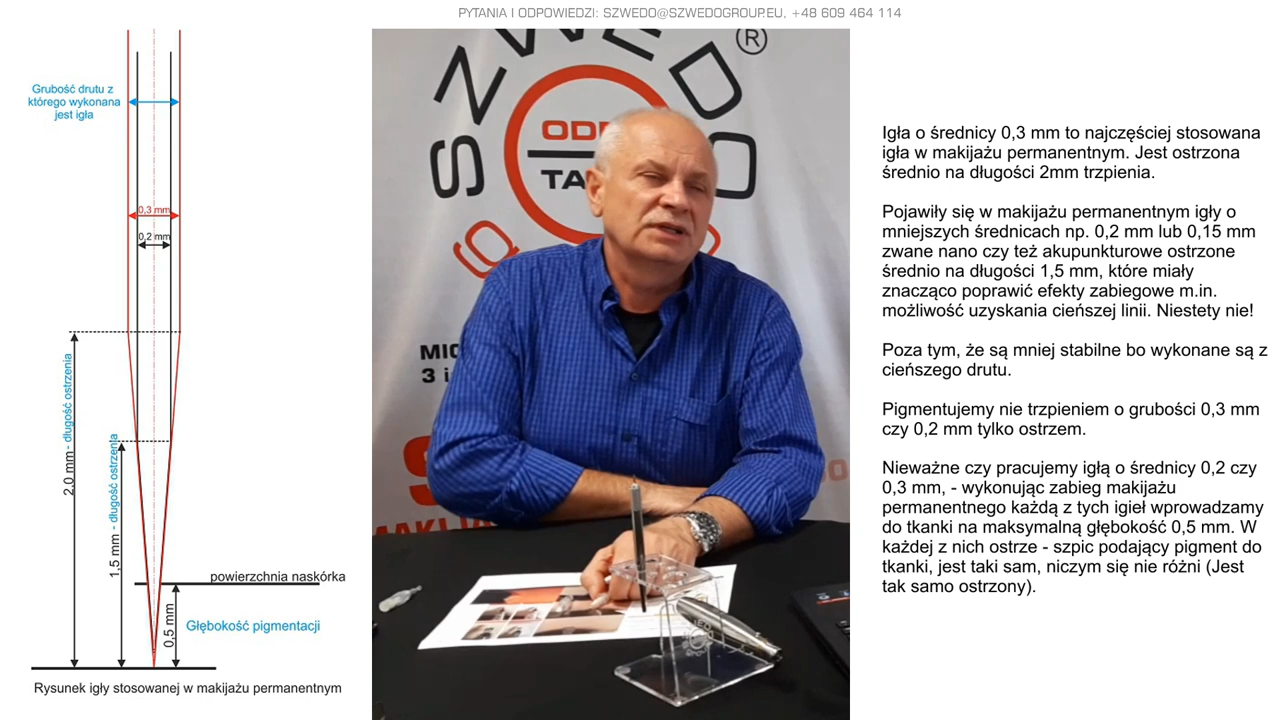 PYTANIA I ODPOWIEDZI: SZWEDO@SZWEDOGROUP.EU, +48 609 464 114
Grubość drutu z
którego wykonana
jest igła
0,3 mm
0,2 mm
2,0 mm - długość ostrzenia
1,5 mm - długość ostrzenia
powierzchnia naskórka
0,5 mm
Głębokość pigmentacji
Rysunek igły stosowanej w makijażu permanentnym
SZWEDO ®
Igła o średnicy 0,3 mm to najczęściej stosowana
igła w makijażu permanentnym. Jest ostrzona
średnio na długości 2mm trzpienia.
Pojawiły się w makijażu permanentnym igły o
mniejszych średnicach np. 0,2 mm lub 0,15 mm
zwane nano czy też akupunkturowe ostrzone
średnio na długości 1,5 mm, które miały
znacząco poprawić efekty zabiegowe m.in.
możliwość uzyskania cieńszej linii. Niestety nie!
Poza tym, że są mniej stabilne bo wykonane są z
cieńszego drutu.
Pigmentujemy nie trzpieniem o grubości 0,3 mm
czy 0,2 mm tylko ostrzem.
Nieważne czy pracujemy igłą o średnicy 0,2 czy
0,3 mm, - wykonując zabieg makijażu
permanentnego każdą z tych igieł wprowadzamy
do tkanki na maksymalną głębokość 0,5 mm. W
każdej z nich ostrze - szpic podający pigment do
tkanki, jest taki sam, niczym się nie różni (Jest
tak samo ostrzony).